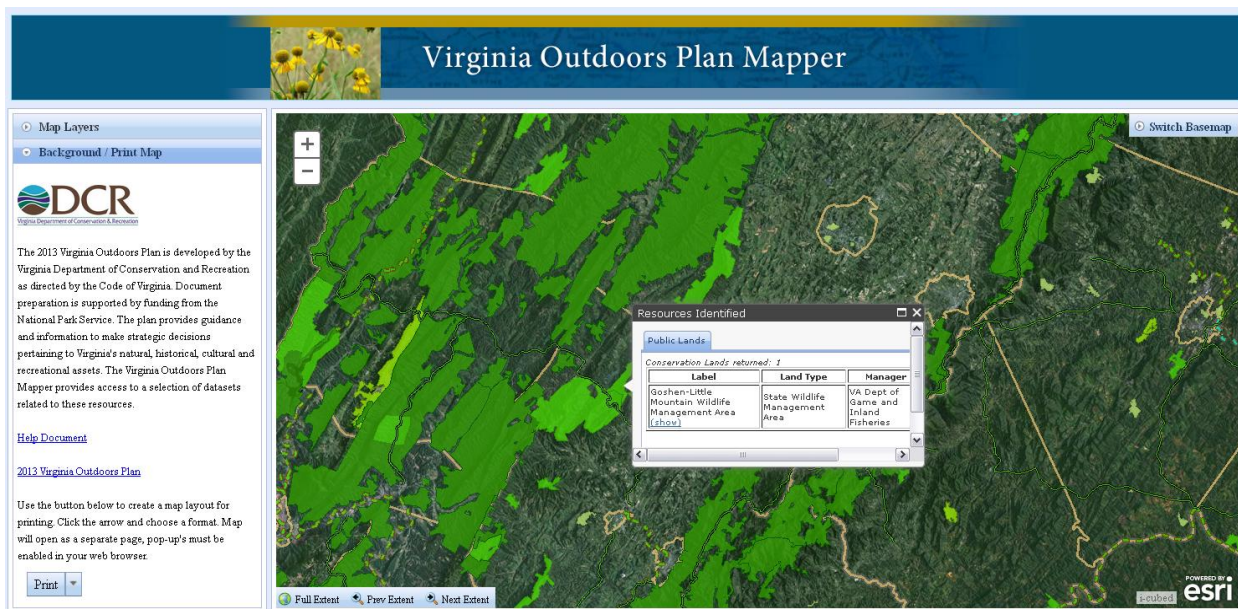 Virginia Outdoors Plan Mapper
Map Layers
Background / Print Map
DCR
Virginia Department of Conservation & Recreation
The 2013 Virginia Outdoors Plan is developed by the
Virginia Department of Conservation and Recreation
as directed by the Code of Virginia. Document
preparation is supported by funding from the
National Park Service. The plan provides guidance
and information to make strategic decisions
pertaining to Virginia's natural, historical, cultural and
recreational assets. The Virginia Outdoors Plan
Mapper provides access to a selection of datasets
related to these resources.
Help Document
2013 Virginia Outdoors Plan
Use the button below to create a map layout for
printing. Click the arrow and choose a format. Map
will open as a separate page, pop-up's must be
enabled in your web browser.
Print
+
−
Switch Basemap
Resources Identified
Public Lands
Conservation Lands returned: 1
Label Land Type Manager
Goshen-Little
Mountain Wildlife
Management Area
(show)
State Wildlife
Management
Area
VA Dept of
Game and
Inland
Fisheries
Full Extent Prev Extent Next Extent
i-cubed
POWERED BY
esri